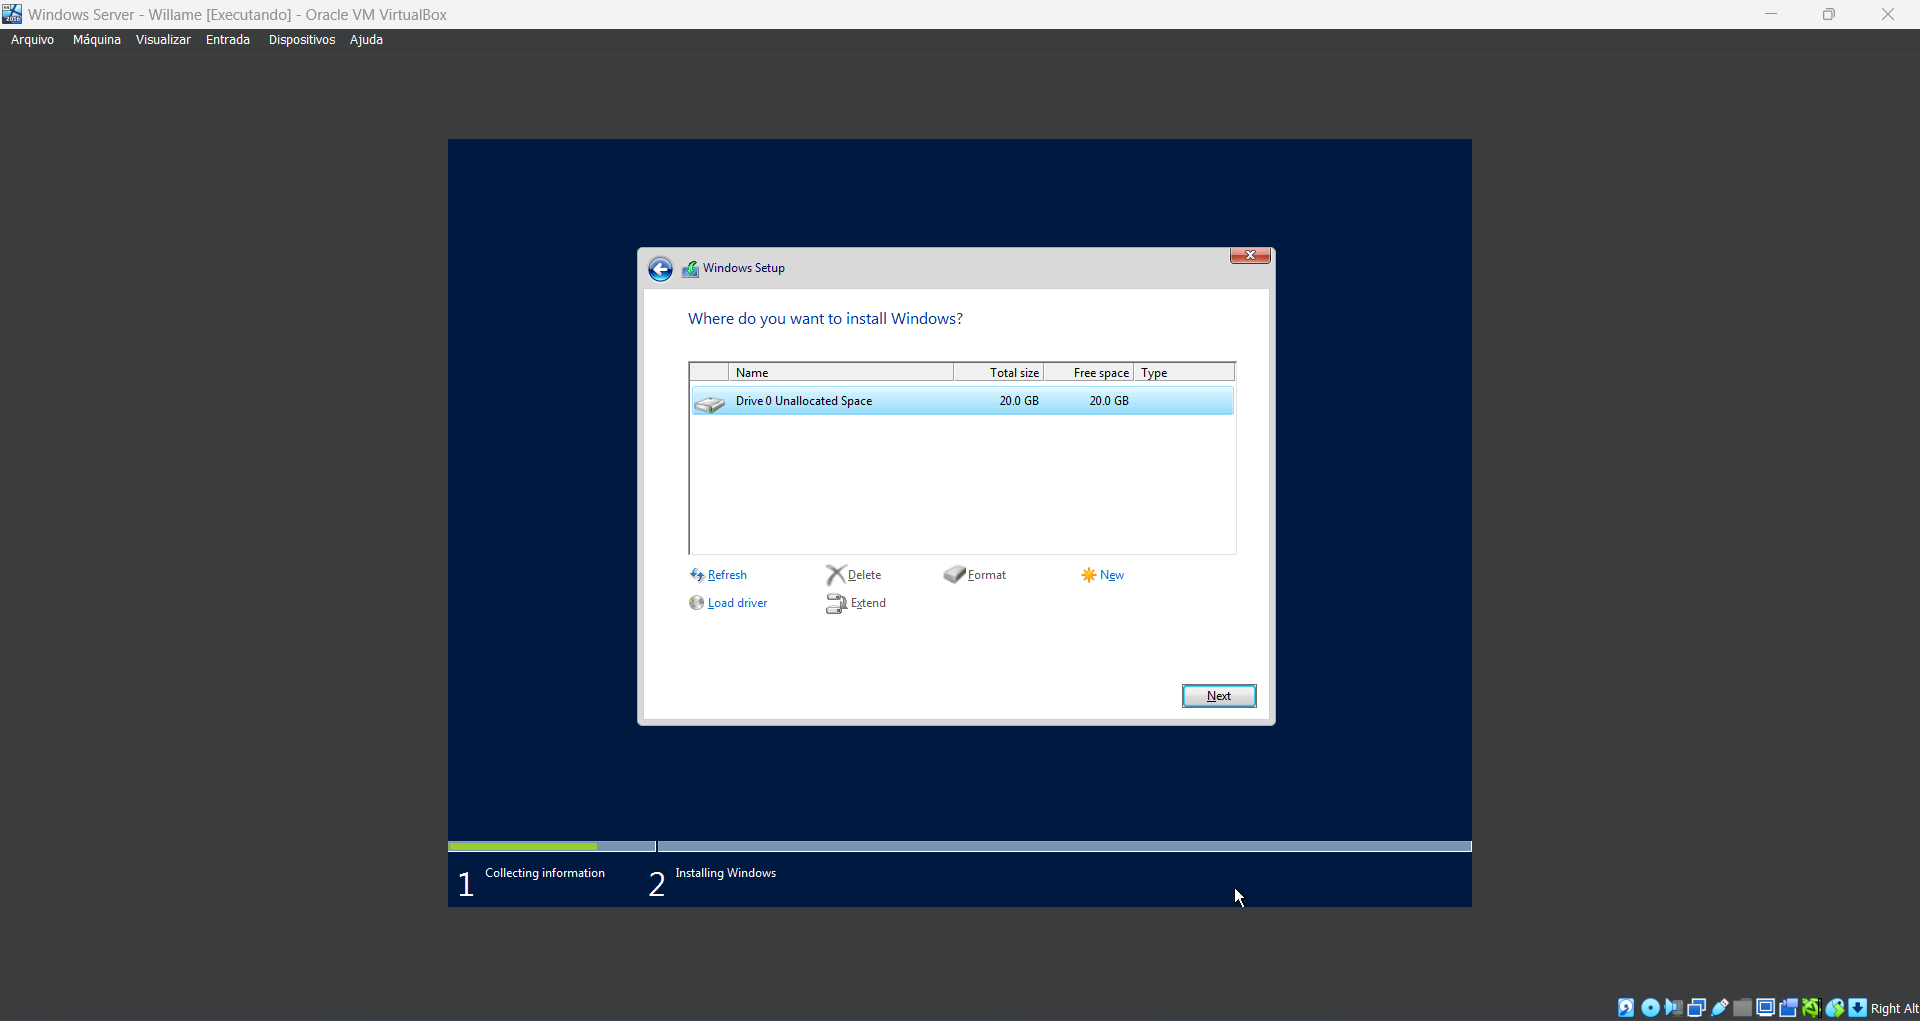 Windows Server - Willame [Executando] - Oracle VM VirtualBox
Arquivo Máquina Visualizar Entrada Dispositivos Ajuda
Windows Setup
Where do you want to install Windows?
Name Total size Free space Type
Drive 0 Unallocated Space 20.0 GB 20.0 GB
Refresh Delete Format New
Load driver Extend
Next
1 Collecting information 2 Installing Windows
Right Alt